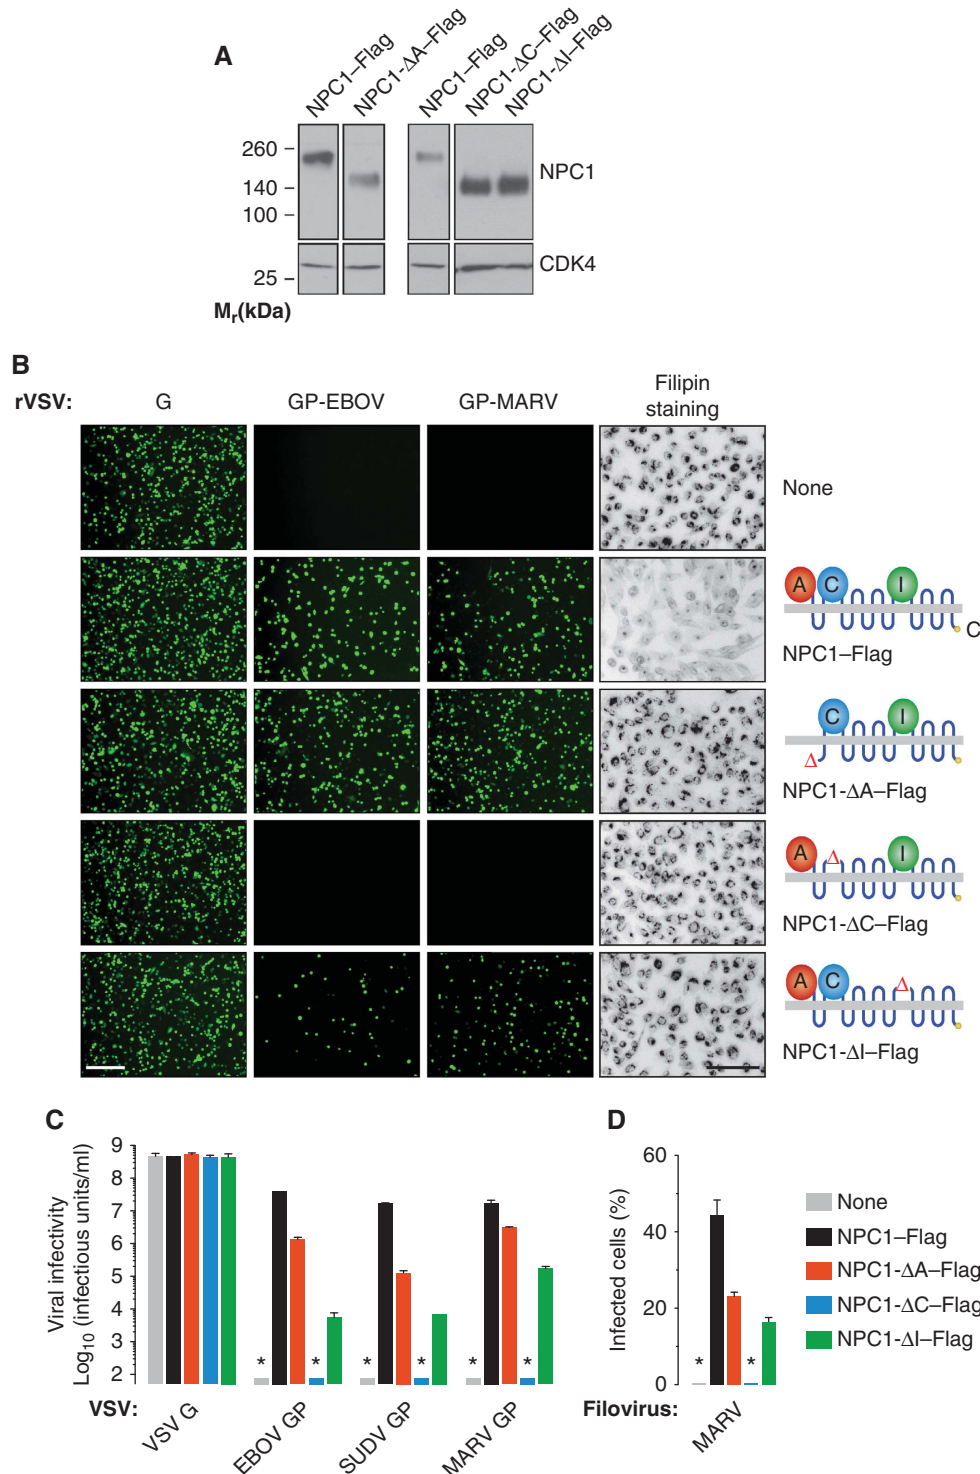 A
NPC1–Flag
NPC1-ΔA–Flag
NPC1–Flag
NPC1-ΔC–Flag
NPC1-ΔI–Flag
260
140
100
25
NPC1
CDK4
Mr(kDa)
B
rVSV:
G
GP-EBOV
GP-MARV
Filipin
staining
None
A C I
C
NPC1–Flag
C I
Δ
NPC1-ΔA–Flag
A Δ I
NPC1-ΔC–Flag
A C Δ
NPC1-ΔI–Flag
C
Viral infectivity
Log10 (infectious units/ml)
9
8
7
6
5
4
3
2
* * * * * *
VSV:
VSV G
EBOV GP
SUDV GP
MARV GP
D
Infected cells (%)
60
40
20
0
* *
Filovirus:
MARV
None
NPC1–Flag
NPC1-ΔA–Flag
NPC1-ΔC–Flag
NPC1-ΔI–Flag